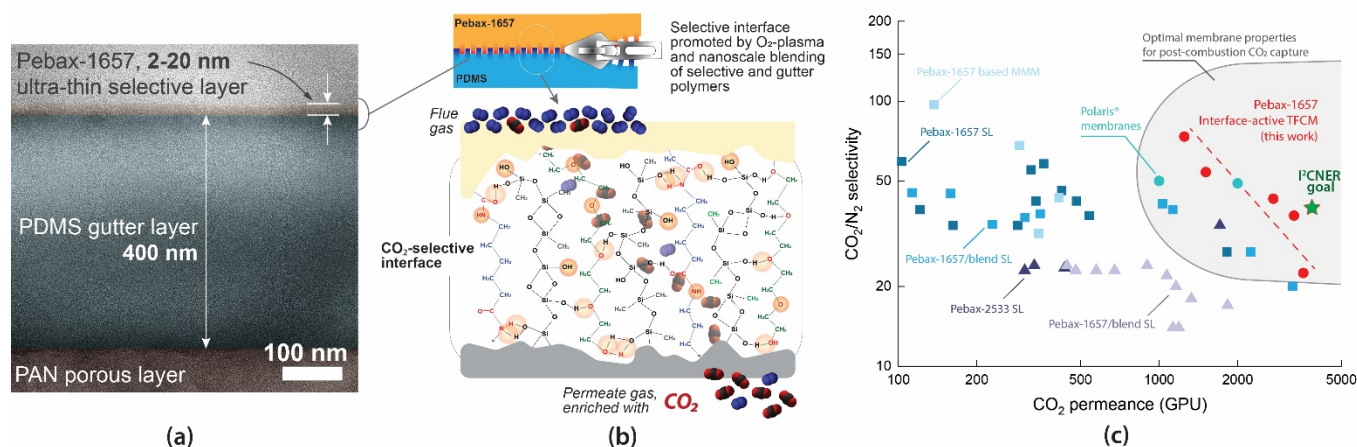 Pebax-1657, 2-20 nm
ultra-thin selective layer
PDMS gutter layer
400 nm
PAN porous layer
100 nm
(a)
Pebax-1657
PDMS
Selective interface
promoted by O₂-plasma
and nanoscale blending
of selective and gutter
polymers
Flue
gas
CO₂-selective
interface
Permeate gas,
enriched with CO₂
(b)
CO₂/N₂ selectivity
200
150
100
50
20
10
Optimal membrane properties
for post-combustion CO₂ capture
Pebax-1657 based MMM
Pebax-1657 SL
Polaris® membranes
Pebax-1657
Interface-active TFCM
(this work)
I²CNER
goal
Pebax-1657/blend SL
Pebax-2533 SL
Pebax-1657/blend SL
100 200 500 1000 2000 5000
CO₂ permeance (GPU)
(c)